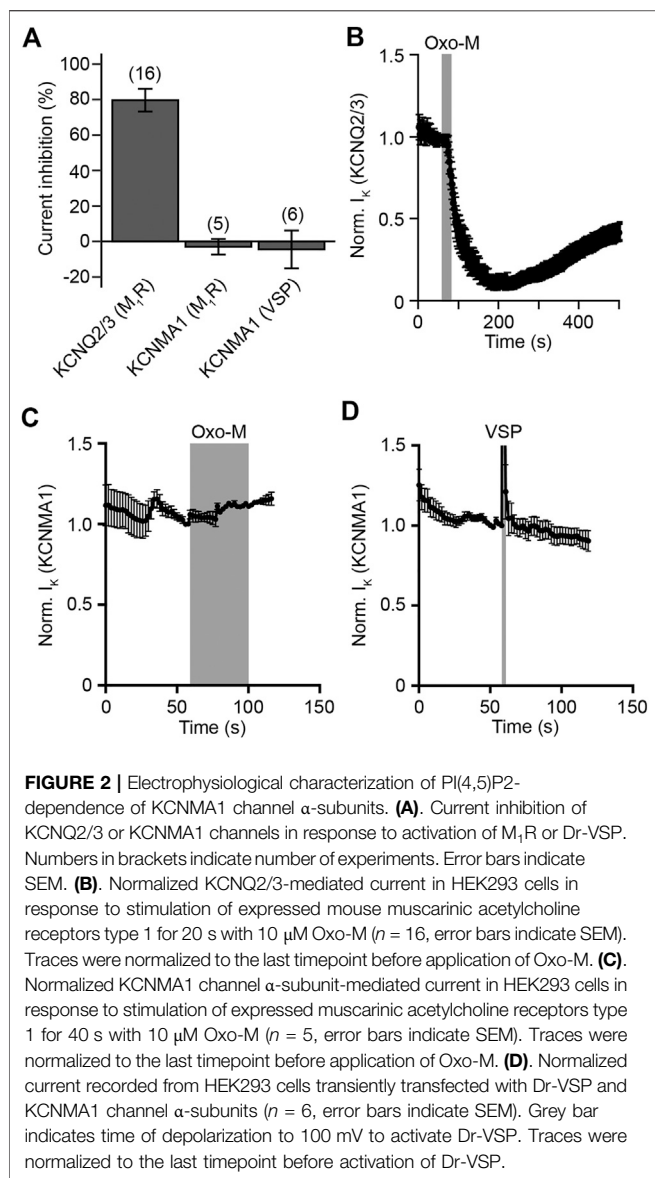 A
Current inhibition (%)
80
60
40
20
0
-20
(16)
(5)
(6)
KCNQ2/3 (M1R)
KCNMA1 (M1R)
KCNMA1 (VSP)
B
Oxo-M
Norm. IK (KCNQ2/3)
1.5
1.0
0.5
0
0 200 400
Time (s)
C
Oxo-M
Norm. IK (KCNMA1)
1.5
1.0
0.5
0
0 50 100 150
Time (s)
D
VSP
Norm. IK (KCNMA1)
1.5
1.0
0.5
0
0 50 100 150
Time (s)
FIGURE 2 | Electrophysiological characterization of PI(4,5)P2-
dependence of KCNMA1 channel α-subunits. (A). Current inhibition of
KCNQ2/3 or KCNMA1 channels in response to activation of M1R or Dr-VSP.
Numbers in brackets indicate number of experiments. Error bars indicate
SEM. (B). Normalized KCNQ2/3-mediated current in HEK293 cells in
response to stimulation of expressed mouse muscarinic acetylcholine
receptors type 1 for 20 s with 10 μM Oxo-M (n = 16, error bars indicate SEM).
Traces were normalized to the last timepoint before application of Oxo-M. (C).
Normalized KCNMA1 channel α-subunit-mediated current in HEK293 cells in
response to stimulation of expressed muscarinic acetylcholine receptors type
1 for 40 s with 10 μM Oxo-M (n = 5, error bars indicate SEM). Traces were
normalized to the last timepoint before application of Oxo-M. (D). Normalized
current recorded from HEK293 cells transiently transfected with Dr-VSP and
KCNMA1 channel α-subunits (n = 6, error bars indicate SEM). Grey bar
indicates time of depolarization to 100 mV to activate Dr-VSP. Traces were
normalized to the last timepoint before activation of Dr-VSP.